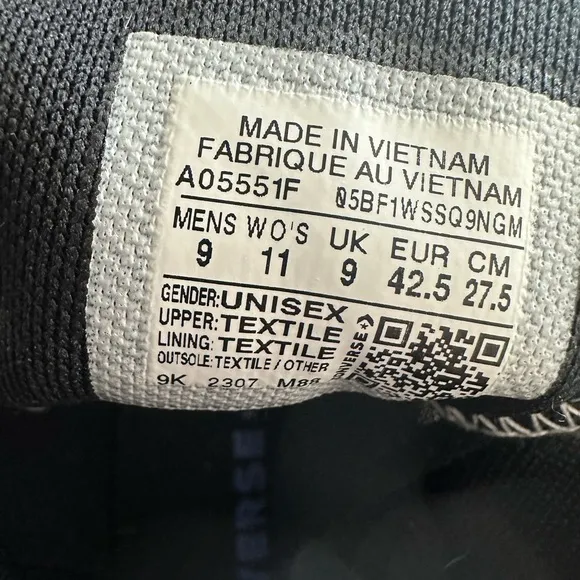 MADE IN VIETNAM
FABRIQUE AU VIETNAM
A05551F 05BF1WSSQ9NGM
MENS WO'S UK EUR CM
9 11 9 42.5 27.5
GENDER: UNISEX
UPPER: TEXTILE
LINING: TEXTILE
OUTSOLE: TEXTILE / OTHER
9K 2307 M88
CONVERSE